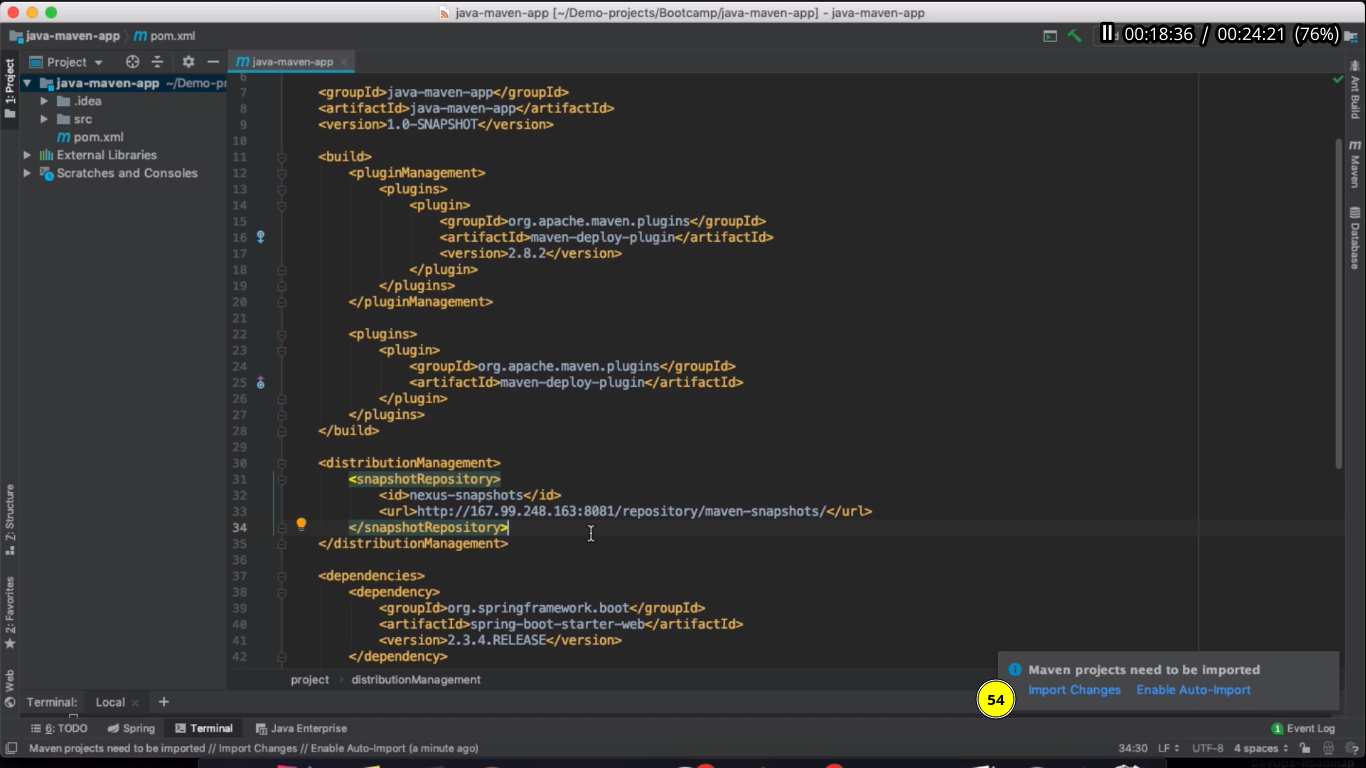 java-maven-app [~/Demo-projects/Bootcamp/java-maven-app] - java-maven-app
java-maven-app
pom.xml
00:18:36 / 00:24:21 (76%)
1: Project
Project
java-maven-app
java-maven-app ~/Demo-pr
.idea
src
pom.xml
External Libraries
Scratches and Consoles
6
7 <groupId>java-maven-app</groupId>
8 <artifactId>java-maven-app</artifactId>
9 <version>1.0-SNAPSHOT</version>
10
11 <build>
12 <pluginManagement>
13 <plugins>
14 <plugin>
15 <groupId>org.apache.maven.plugins</groupId>
16 <artifactId>maven-deploy-plugin</artifactId>
17 <version>2.8.2</version>
18 </plugin>
19 </plugins>
20 </pluginManagement>
21
22 <plugins>
23 <plugin>
24 <groupId>org.apache.maven.plugins</groupId>
25 <artifactId>maven-deploy-plugin</artifactId>
26 </plugin>
27 </plugins>
28 </build>
29
30 <distributionManagement>
31 <snapshotRepository>
32 <id>nexus-snapshots</id>
33 <url>http://167.99.248.163:8081/repository/maven-snapshots/</url>
34 </snapshotRepository>
35 </distributionManagement>
36
37 <dependencies>
38 <dependency>
39 <groupId>org.springframework.boot</groupId>
40 <artifactId>spring-boot-starter-web</artifactId>
41 <version>2.3.4.RELEASE</version>
42 </dependency>
Ant Build
Maven
Database
Z: Structure
2: Favorites
Web
project
distributionManagement
Maven projects need to be imported
Import Changes Enable Auto-Import
54
Terminal: Local × +
6: TODO
Spring
Terminal
Java Enterprise
1 Event Log
Maven projects need to be imported // Import Changes // Enable Auto-Import (a minute ago)
34:30 LF UTF-8 4 spaces